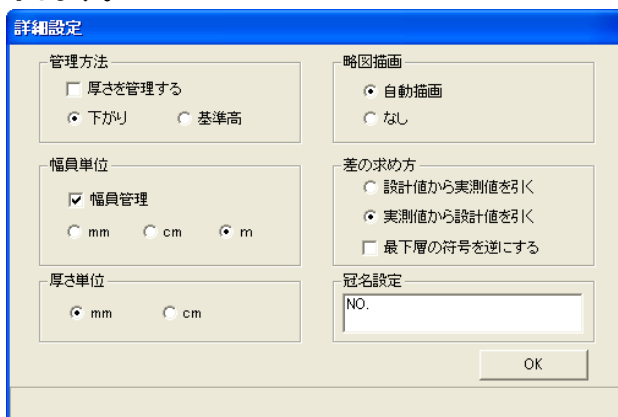 詳細設定
管理方法
厚さを管理する
下がり 基準高
幅員単位
幅員管理
mm cm m
厚さ単位
mm cm
略図描画
自動描画
なし
差の求め方
設計値から実測値を引く
実測値から設計値を引く
最下層の符号を逆にする
冠名設定
NO.
OK